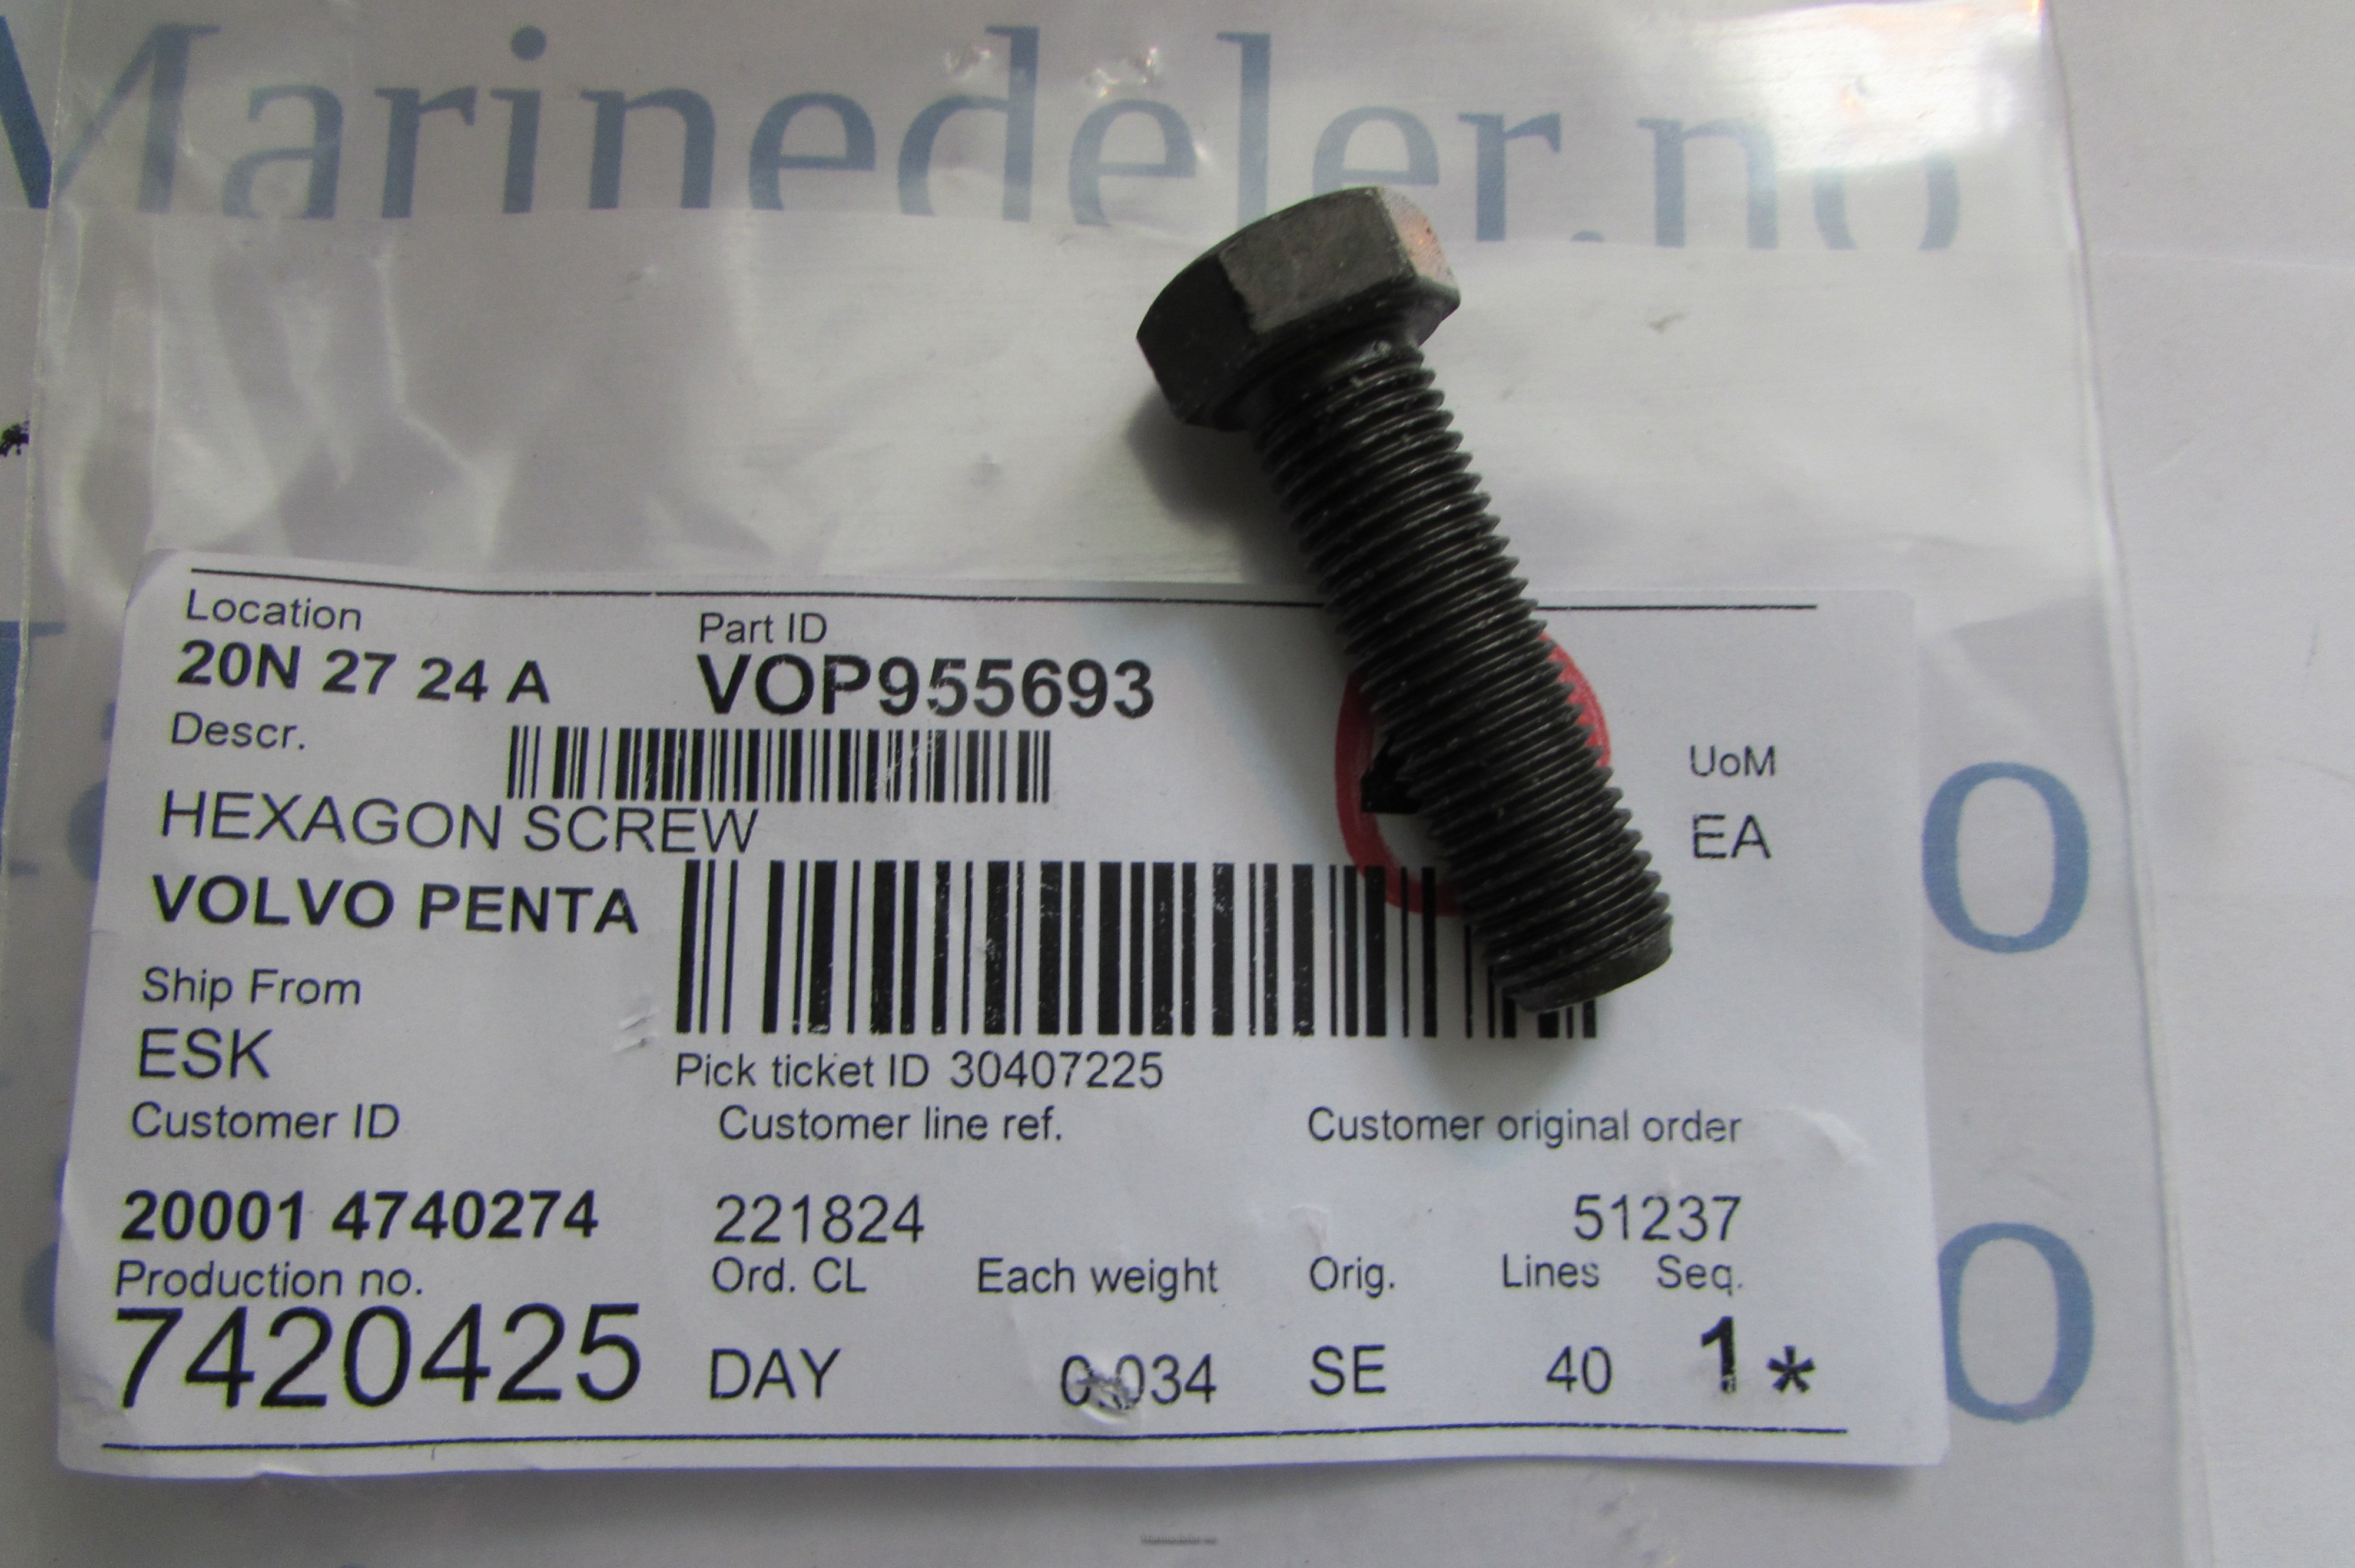 Marinedeler.no
Location Part ID
20N 27 24 A VOP955693
Descr. UoM
HEXAGON SCREW EA
VOLVO PENTA
Ship From
ESK
Pick ticket ID 30407225
Customer ID Customer line ref. Customer original order
20001 4740274 221824 51237
Production no. Ord. CL Each weight Orig. Lines Seq.
7420425 DAY 0.034 SE 40 1*